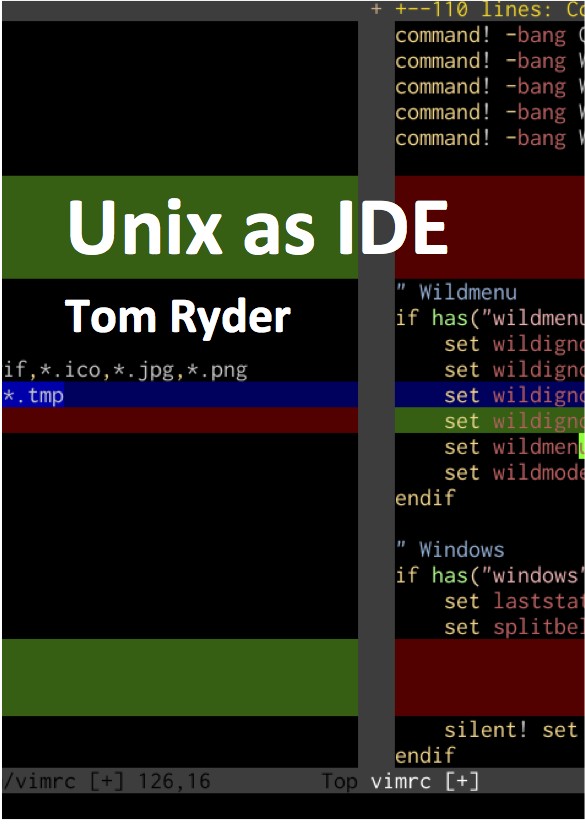 + +--110 lines: Co
command! -bang
command! -bang
command! -bang
command! -bang
command! -bang
Unix as IDE
Tom Ryder
if,*.ico,*.jpg,*.png
*.tmp
" Wildmenu
if has("wildmenu
set wildigno
set wildigno
set wildigno
set wildigno
set wildmenu
set wildmode
endif
" Windows
if has("windows"
set laststat
set splitbel
silent! set
endif
/vimrc [+] 126,16 Top vimrc [+]